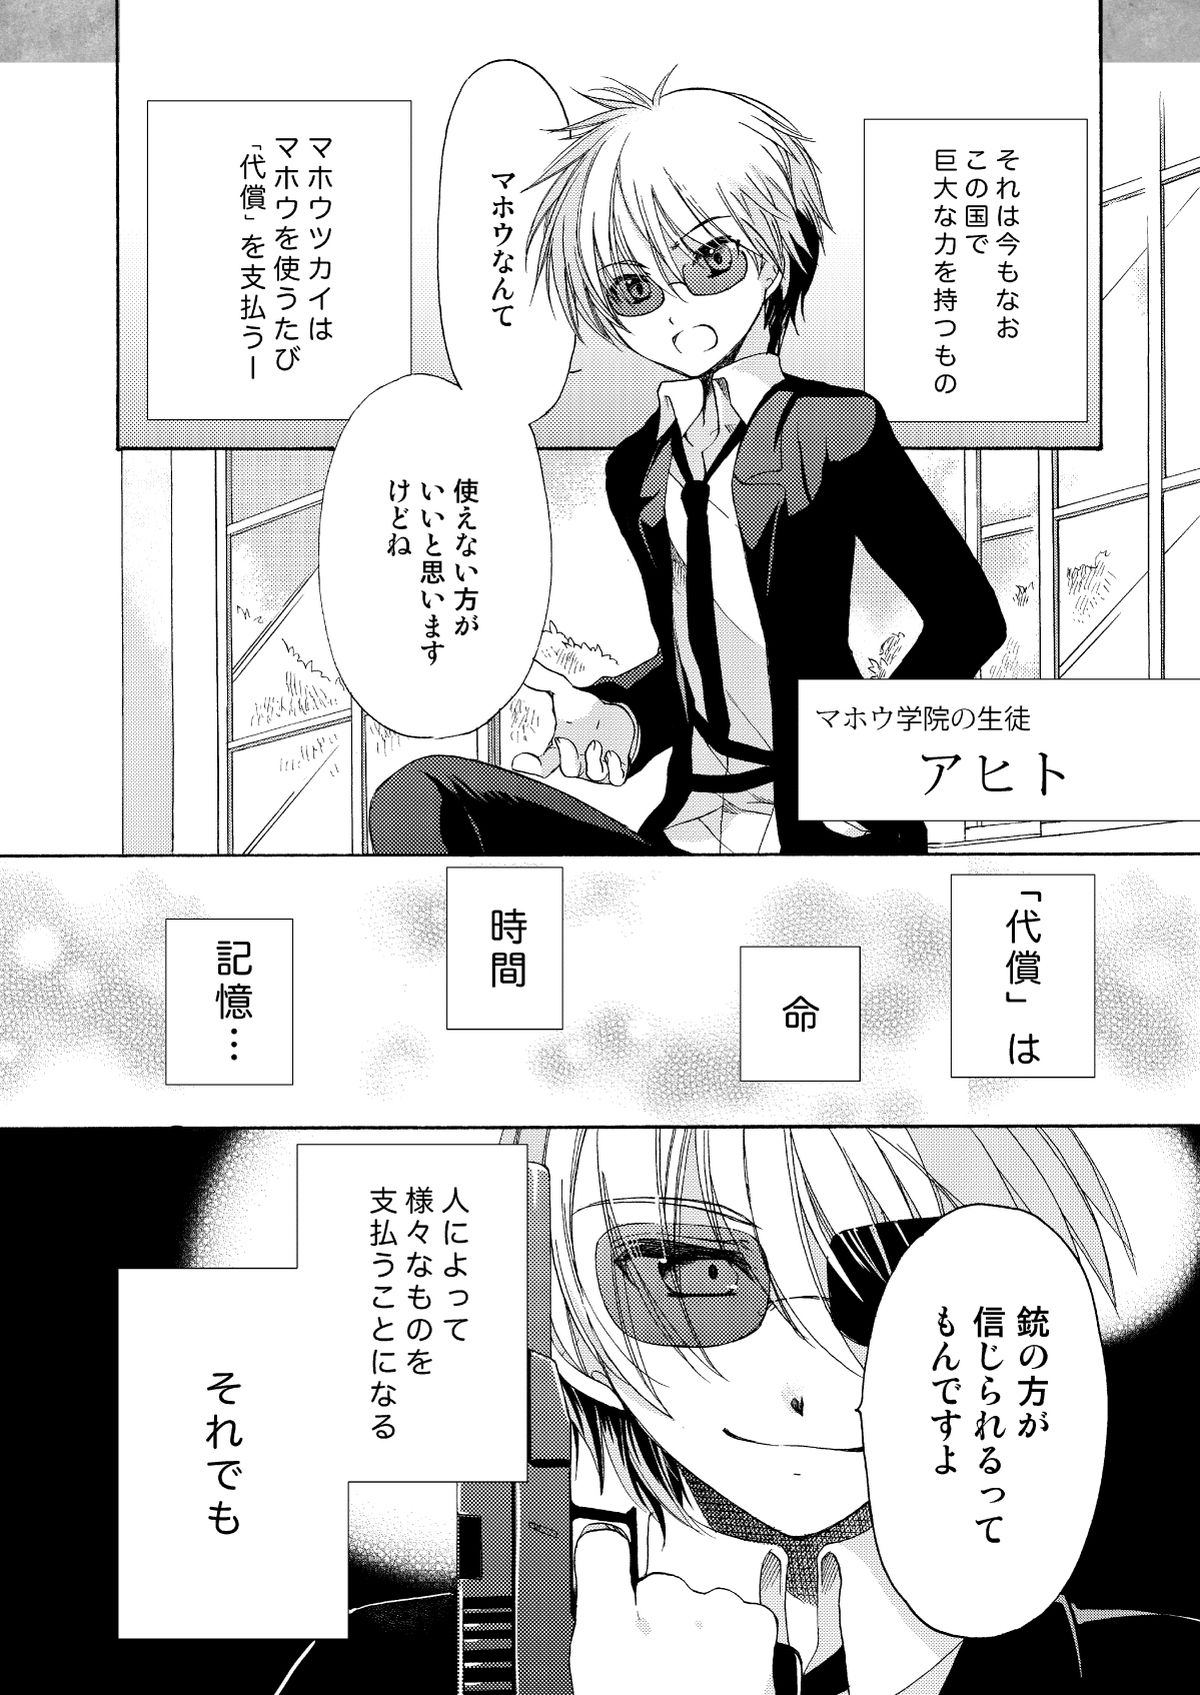 それは今もなお
この国で
巨大な力を持つもの
マホウなんて
使えない方が
いいと思います
けどね
マホウツカイは
マホウを使うたび
「代償」を支払うー
マホウ学院の生徒
アヒト
「代償」は
命
時間
記憶…
銃の方が
信じられるって
もんですよ
人によって
様々なものを
支払うことになる
それでも